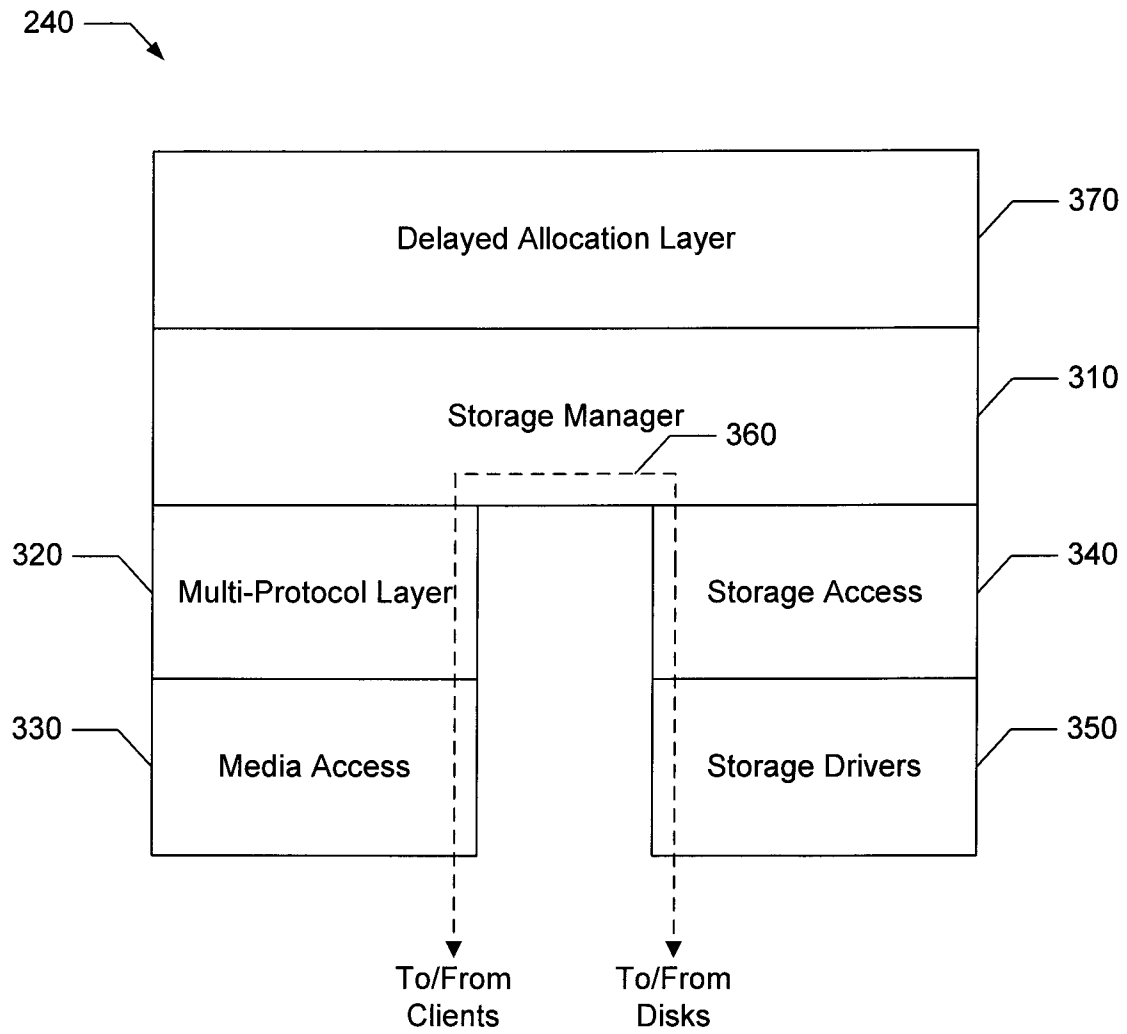 240
Delayed Allocation Layer
370
Storage Manager
310
360
320
Multi-Protocol Layer
Storage Access
340
330
Media Access
Storage Drivers
350
To/From
Clients
To/From
Disks